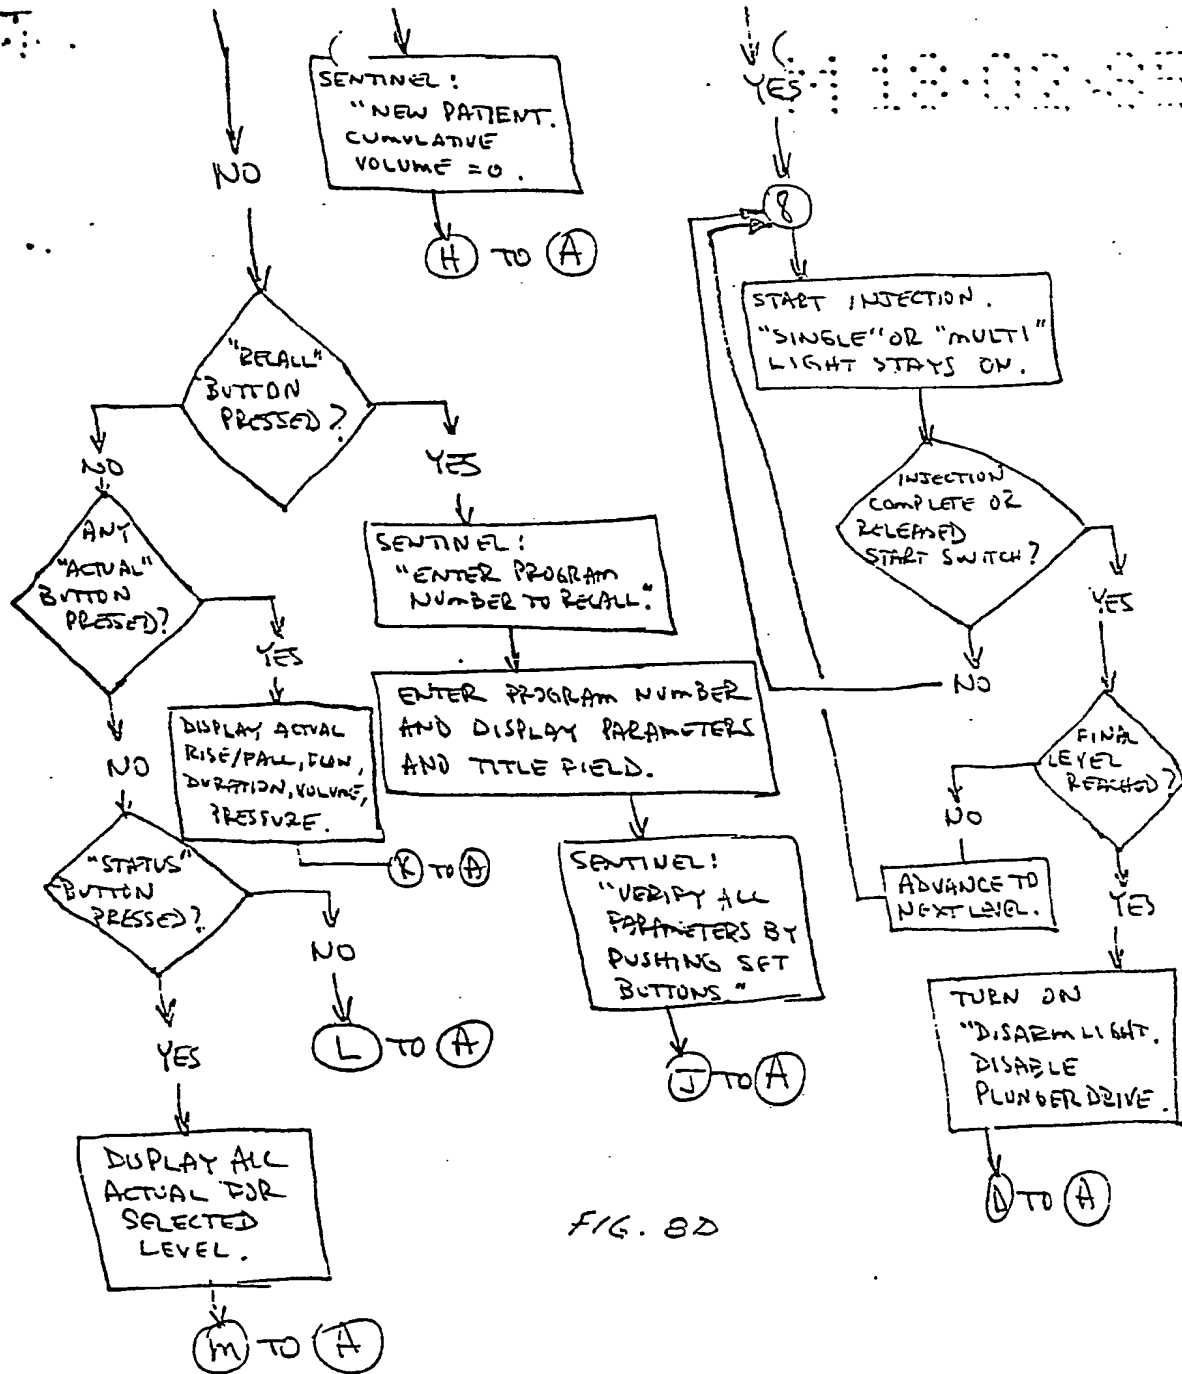 NO
SENTINEL:
"NEW PATIENT.
CUMULATIVE
VOLUME = 0.
H TO A
"RECALL"
BUTTON
PRESSED?
NO
YES
ANY
"ACTUAL"
BUTTON
PRESSED?
YES
NO
SENTINEL:
"ENTER PROGRAM
NUMBER TO RECALL."
ENTER PROGRAM NUMBER
AND DISPLAY PARAMETERS
AND TITLE FIELD.
DISPLAY ACTUAL
RISE/FALL, FLOW,
DURATION, VOLUME,
PRESSURE.
K TO A
"STATUS"
BUTTON
PRESSED?
NO
L TO A
YES
SENTINEL:
"VERIFY ALL
PARAMETERS BY
PUSHING SET
BUTTONS."
J TO A
DISPLAY ALL
ACTUAL FOR
SELECTED
LEVEL.
M TO A
YES
8
START INJECTION.
"SINGLE" OR "MULTI"
LIGHT STAYS ON.
INJECTION
COMPLETE OR
RELEASED
START SWITCH?
YES
NO
FINAL
LEVEL
REACHED?
NO
ADVANCE TO
NEXT LEVEL.
YES
TURN ON
"DISARM LIGHT.
DISABLE
PLUNGER DRIVE.
D TO A
FIG. 8D